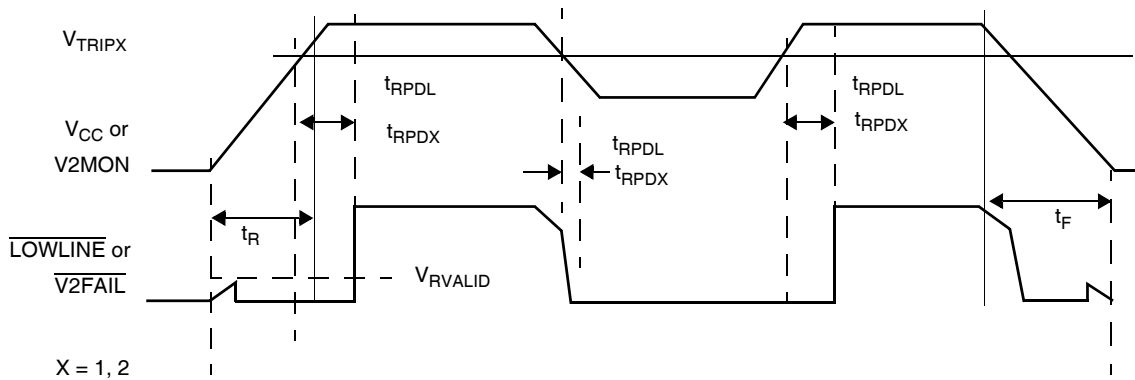 VTRIPX
VCC or
V2MON
tRPDL
tRPDX
tRPDL
tRPDX
tRPDL
tRPDX
tR
tF
LOWLINE or
V2FAIL
VRVALID
X = 1, 2